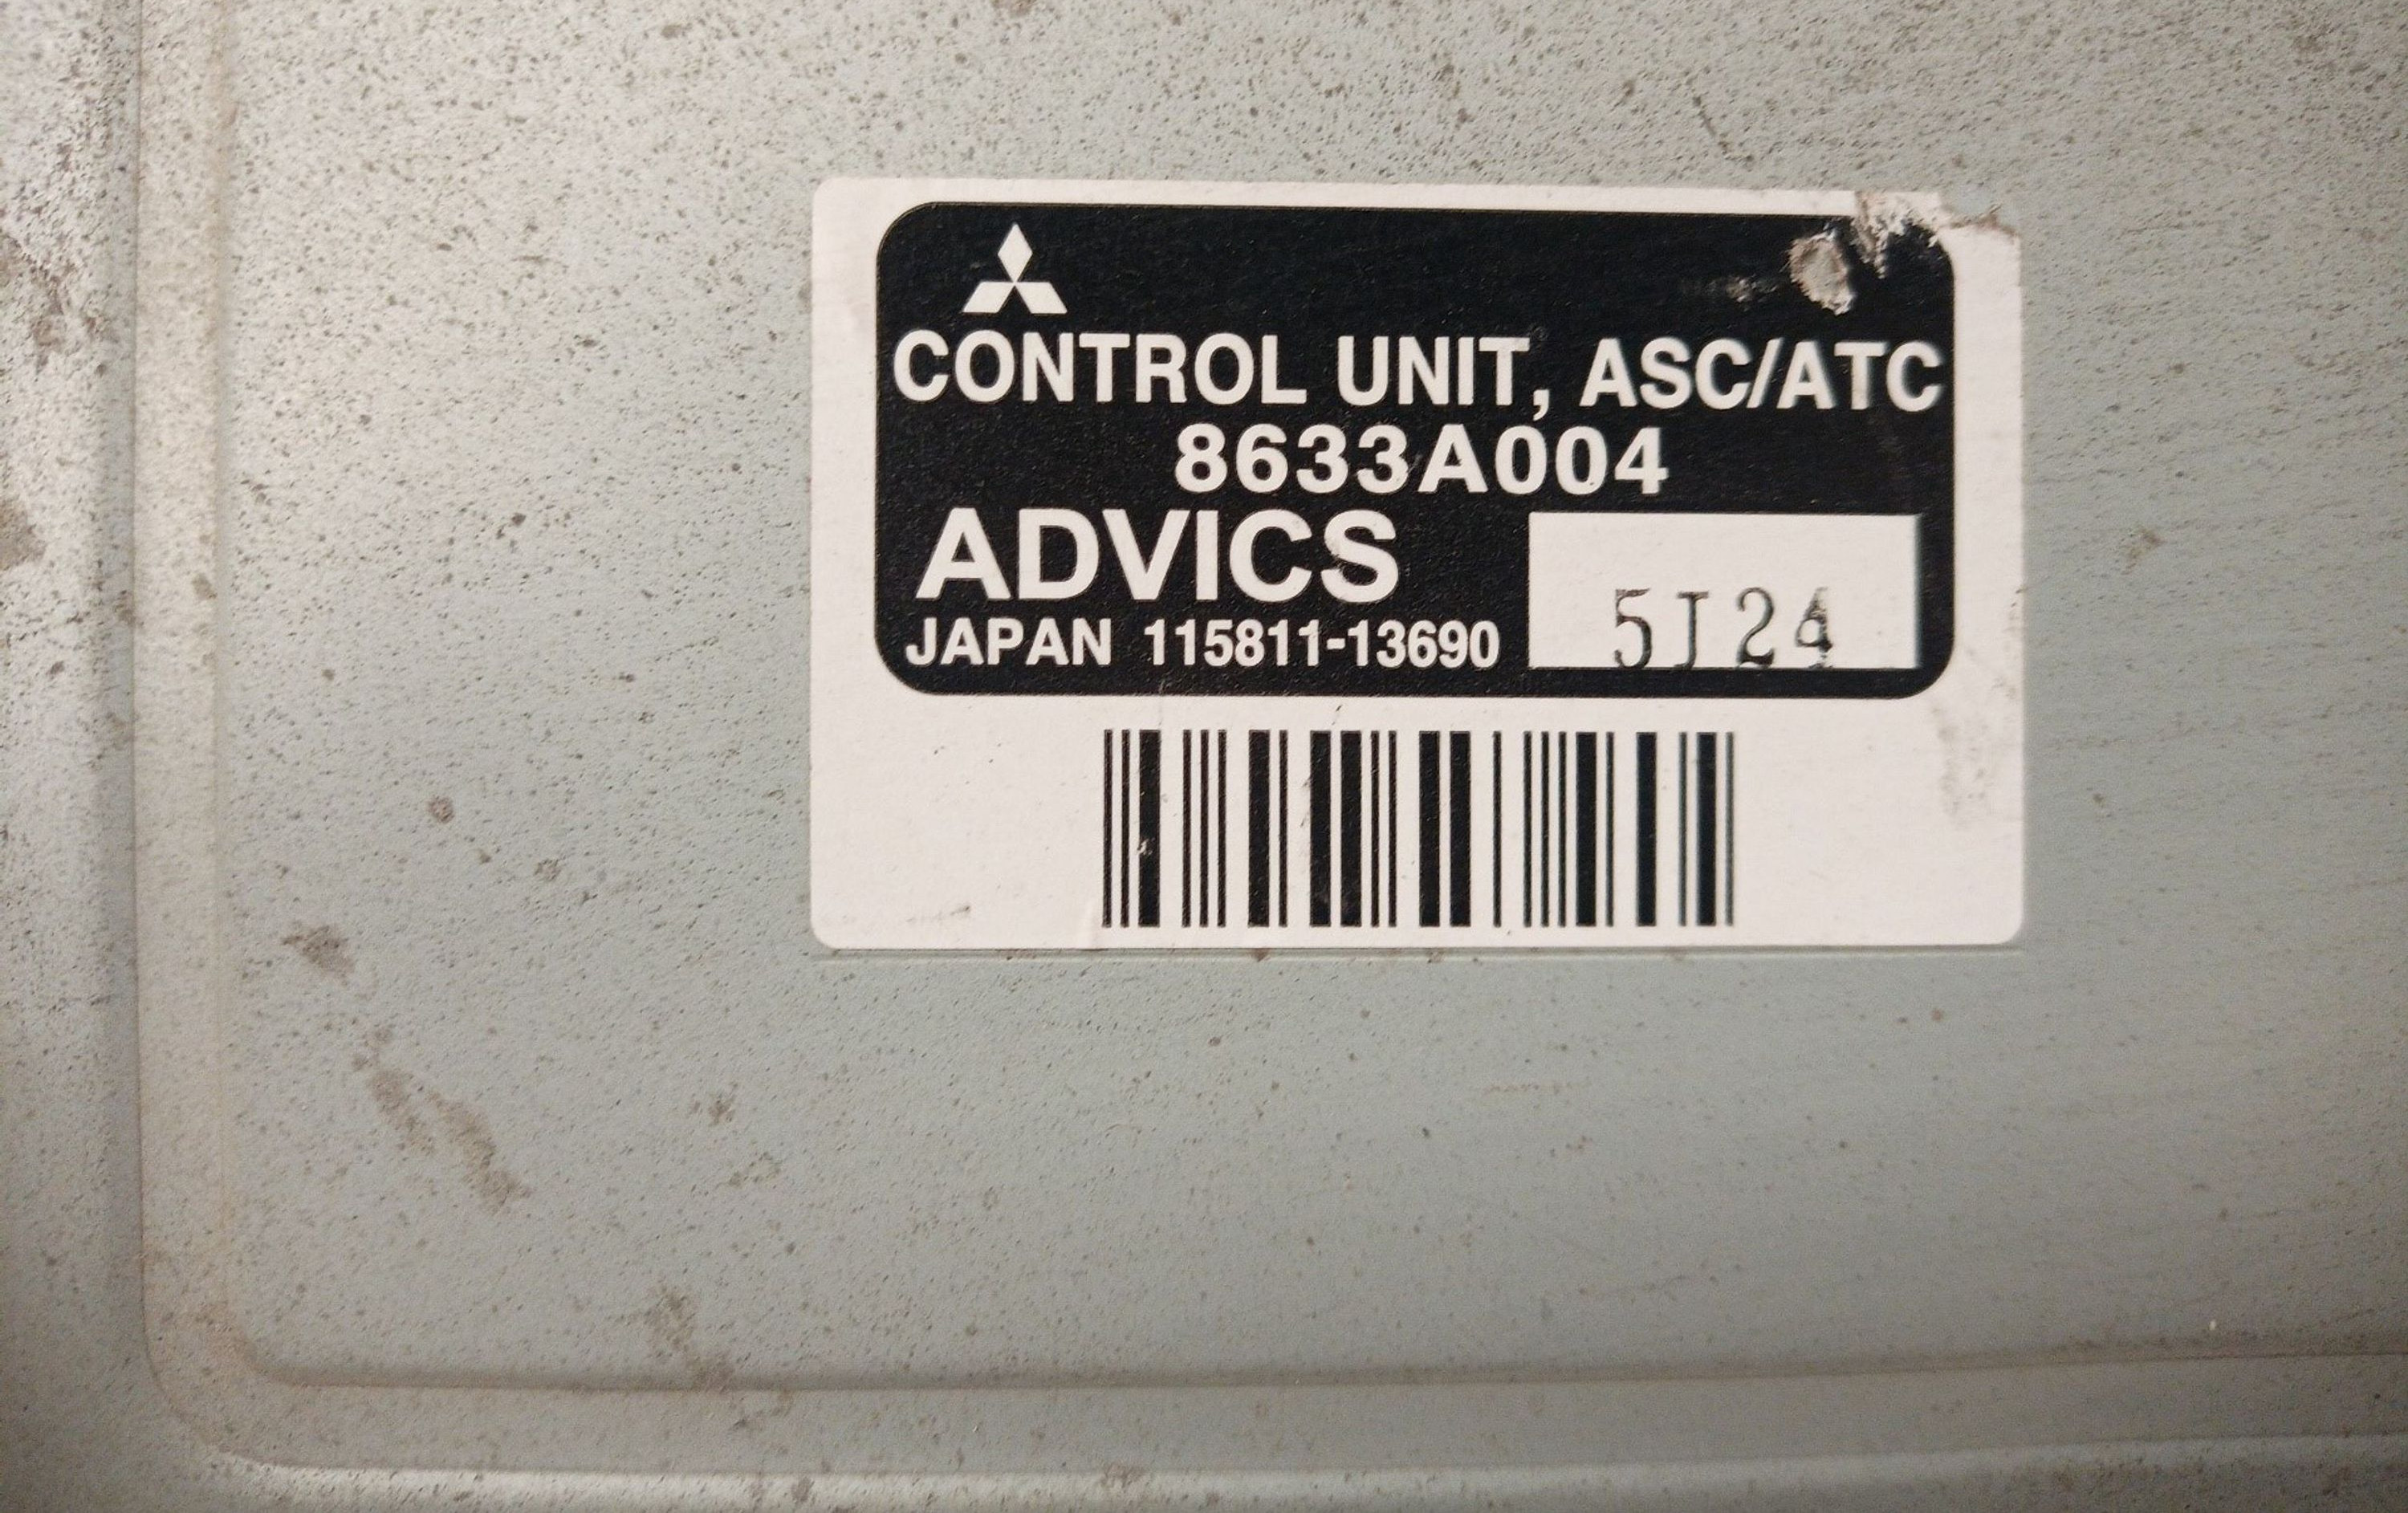 CONTROL UNIT, ASC/ATC
8633A004
ADVICS
JAPAN 115811-13690
5J24